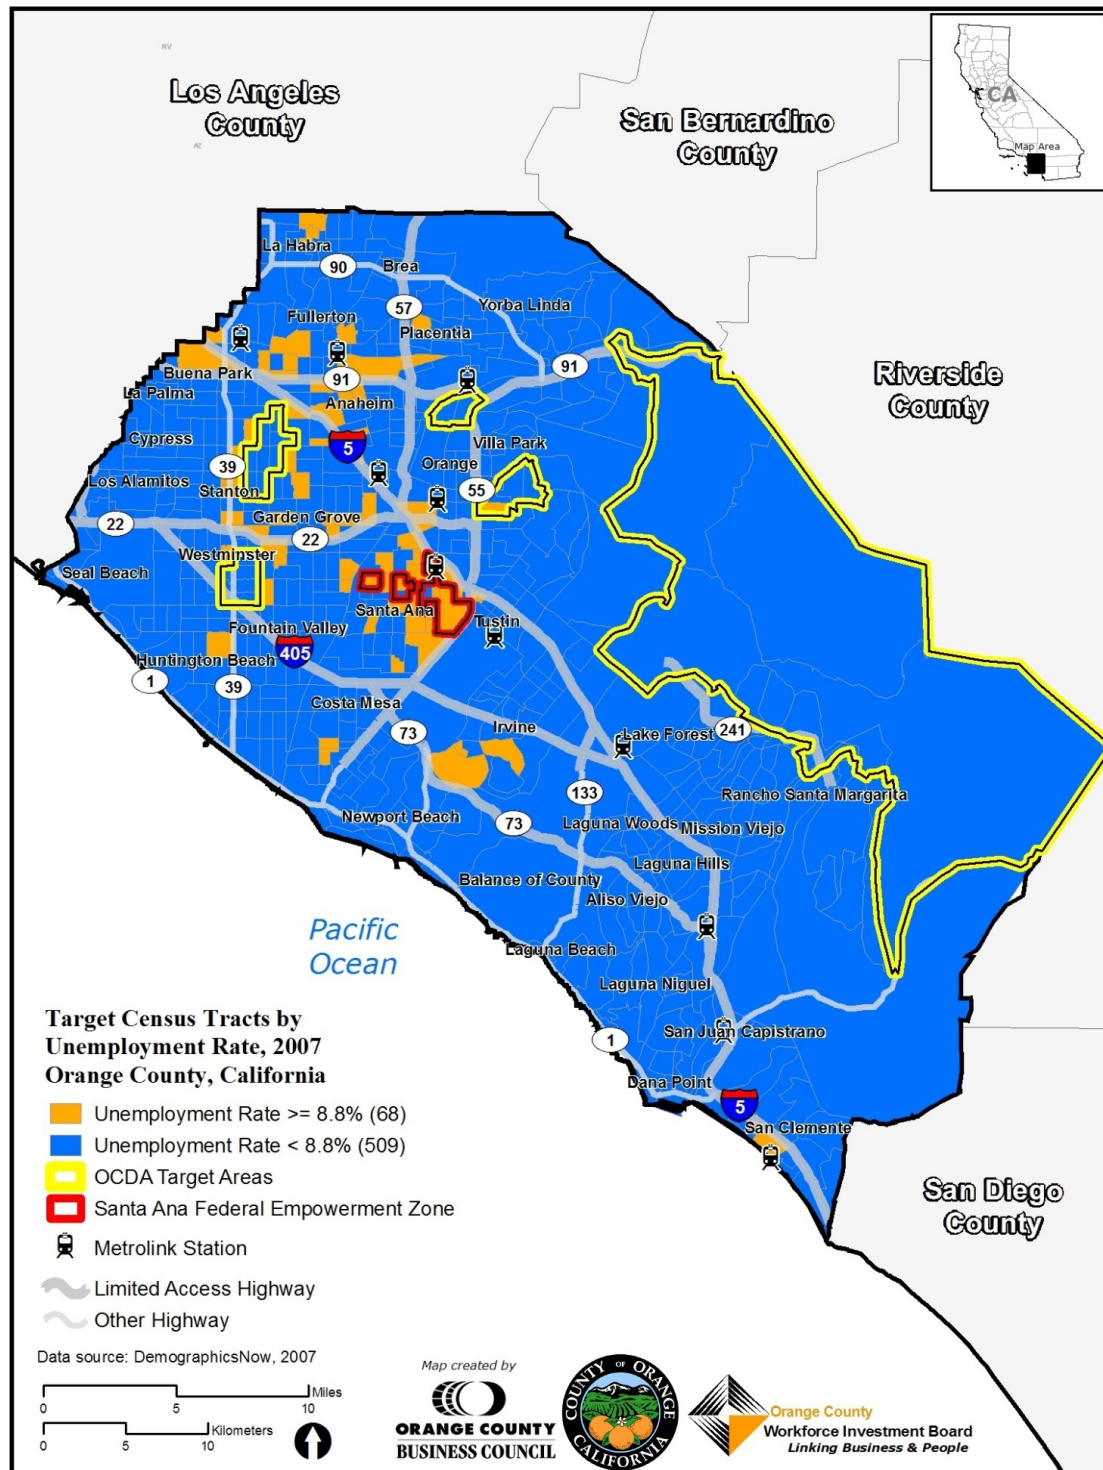 NV
AZ
Los Angeles
County
San Bernardino
County
CA
Map Area
Riverside
County
La Habra
90
Brea
57
Yorba Linda
Fullerton
Placentia
91
Buena Park
91
La Palma
Anaheim
Cypress
5
Villa Park
39
Orange
Los Alamitos
Stanton
55
22
Garden Grove
22
Westminster
Seal Beach
Santa Ana
Tustin
Fountain Valley
405
Huntington Beach
1
39
Costa Mesa
73
Irvine
Lake Forest
241
133
Rancho Santa Margarita
Newport Beach
73
Laguna Woods
Mission Viejo
Laguna Hills
Balance of County
Aliso Viejo
Pacific
Ocean
Laguna Beach
Laguna Niguel
San Juan Capistrano
1
Dana Point
5
San Clemente
San Diego
County
Target Census Tracts by
Unemployment Rate, 2007
Orange County, California
Unemployment Rate >= 8.8% (68)
Unemployment Rate < 8.8% (509)
OCDA Target Areas
Santa Ana Federal Empowerment Zone
Metrolink Station
Limited Access Highway
Other Highway
Data source: DemographicsNow, 2007
Miles
0 5 10
Kilometers
0 5 10
Map created by
ORANGE COUNTY
BUSINESS COUNCIL
COUNTY OF ORANGE
CALIFORNIA
Orange County
Workforce Investment Board
Linking Business & People